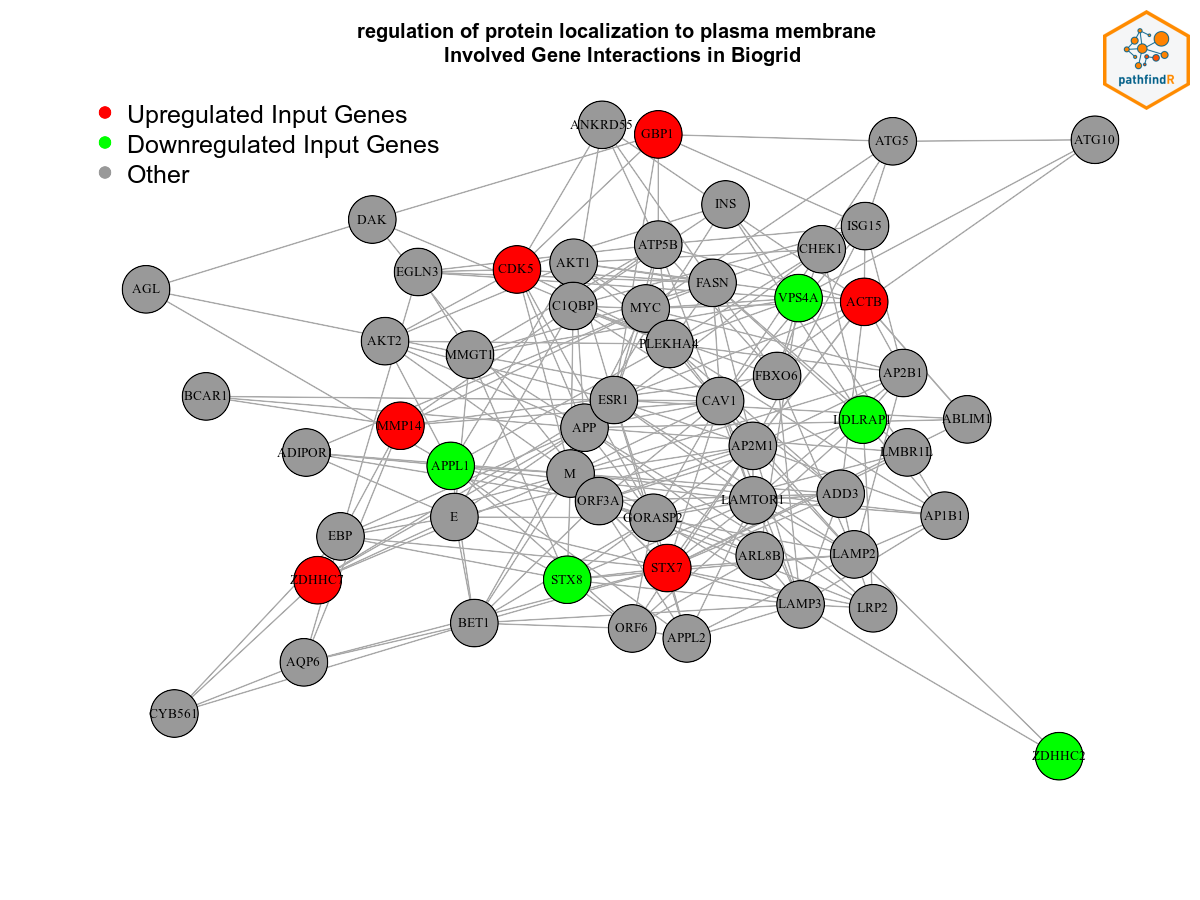 regulation of protein localization to plasma membrane
Involved Gene Interactions in Biogrid
pathfindR
Upregulated Input Genes
Downregulated Input Genes
Other
ANKRD55
GBP1
ATG5
ATG10
DAK
INS
ISG15
ATP5B
CHEK1
EGLN3
CDK5
AKT1
FASN
AGL
VPS4A
ACTB
C1QBP
MYC
AKT2
MMGT1
PLEKHA4
FBXO6
AP2B1
BCAR1
ESR1
CAV1
MMP14
APP
LDLRAP1
ABLIM1
ADIPOR1
APPL1
AP2M1
LMBR1L
M
ORF3A
LAMTOR1
ADD3
E
GORASP2
AP1B1
EBP
ARL8B
LAMP2
ZDHHC7
STX8
STX7
LAMP3
LRP2
BET1
ORF6
APPL2
AQP6
CYB561
ZDHHC2